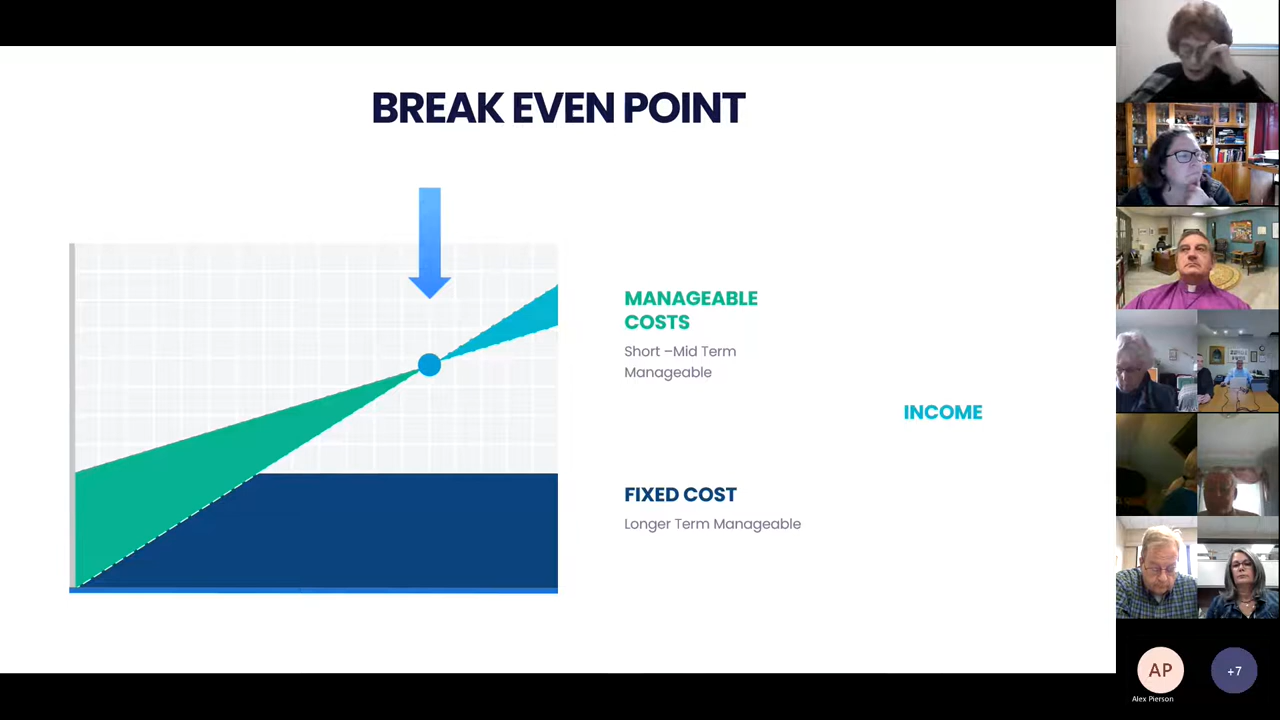 BREAK EVEN POINT
MANAGEABLE
COSTS
Short –Mid Term
Manageable
INCOME
FIXED COST
Longer Term Manageable
AP
+7
Alex Pierson